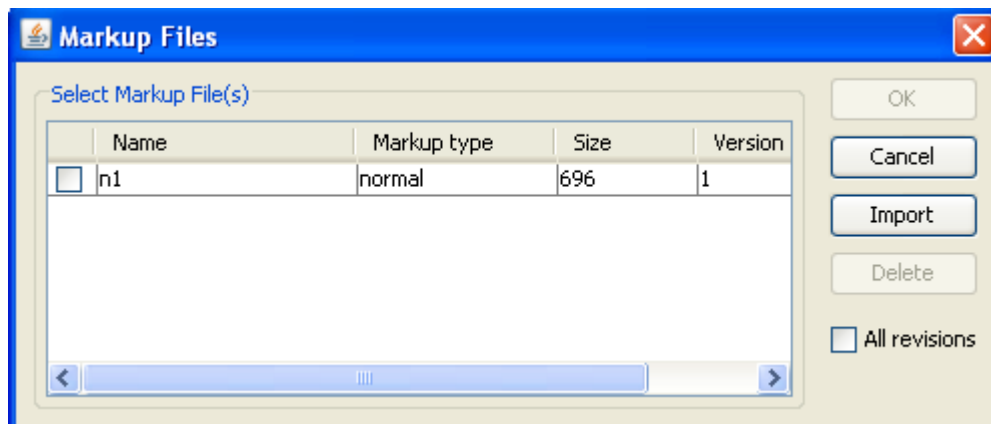 Markup Files
Select Markup File(s)
Name Markup type Size Version
n1 normal 696 1
OK
Cancel
Import
Delete
All revisions